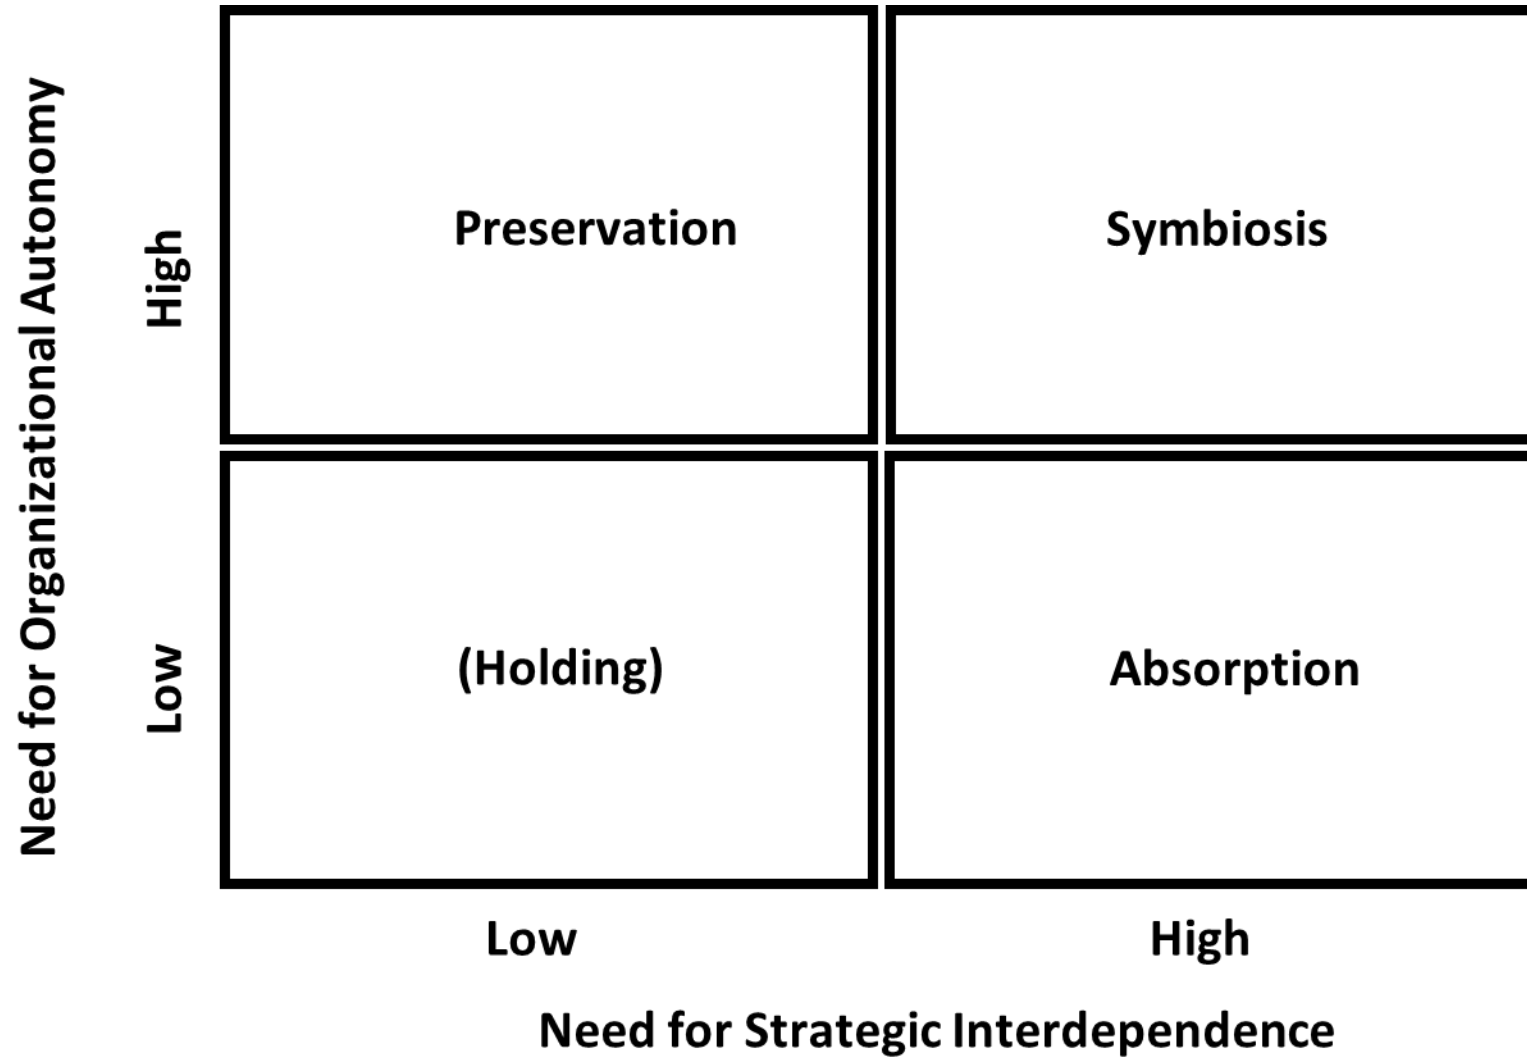 Need for Organizational Autonomy
High
Preservation
Symbiosis
Low
(Holding)
Absorption
Low
High
Need for Strategic Interdependence